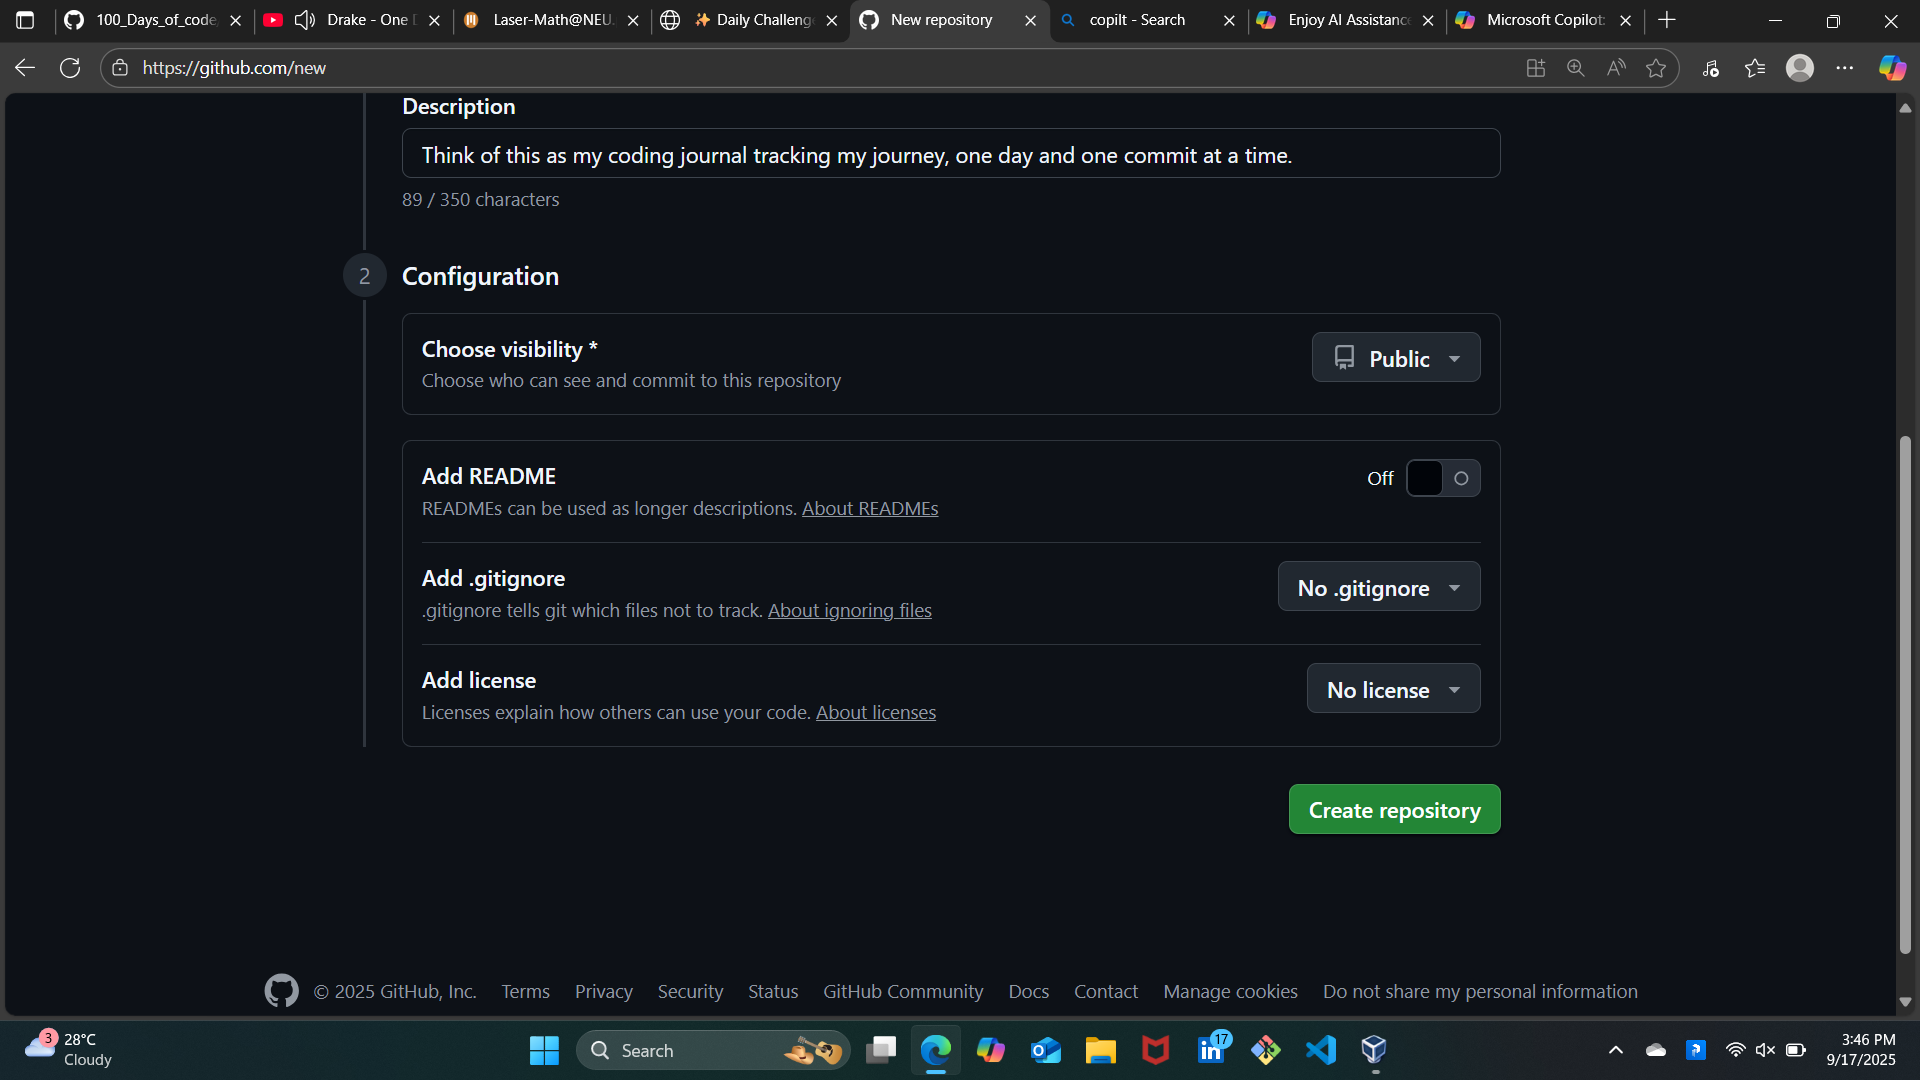 100_Days_of_code
Drake - One D
Laser-Math@NEU.
✨ Daily Challenge
New repository
copilt - Search
Enjoy AI Assistance
Microsoft Copilot:
https://github.com/new
Description
Think of this as my coding journal tracking my journey, one day and one commit at a time.
89 / 350 characters
2
Configuration
Choose visibility *
Public
Choose who can see and commit to this repository
Add README
Off
READMEs can be used as longer descriptions. About READMEs
Add .gitignore
No .gitignore
.gitignore tells git which files not to track. About ignoring files
Add license
No license
Licenses explain how others can use your code. About licenses
Create repository
© 2025 GitHub, Inc. Terms Privacy Security Status GitHub Community Docs Contact Manage cookies Do not share my personal information
3
28°C
Cloudy
Search
17
3:46 PM
9/17/2025